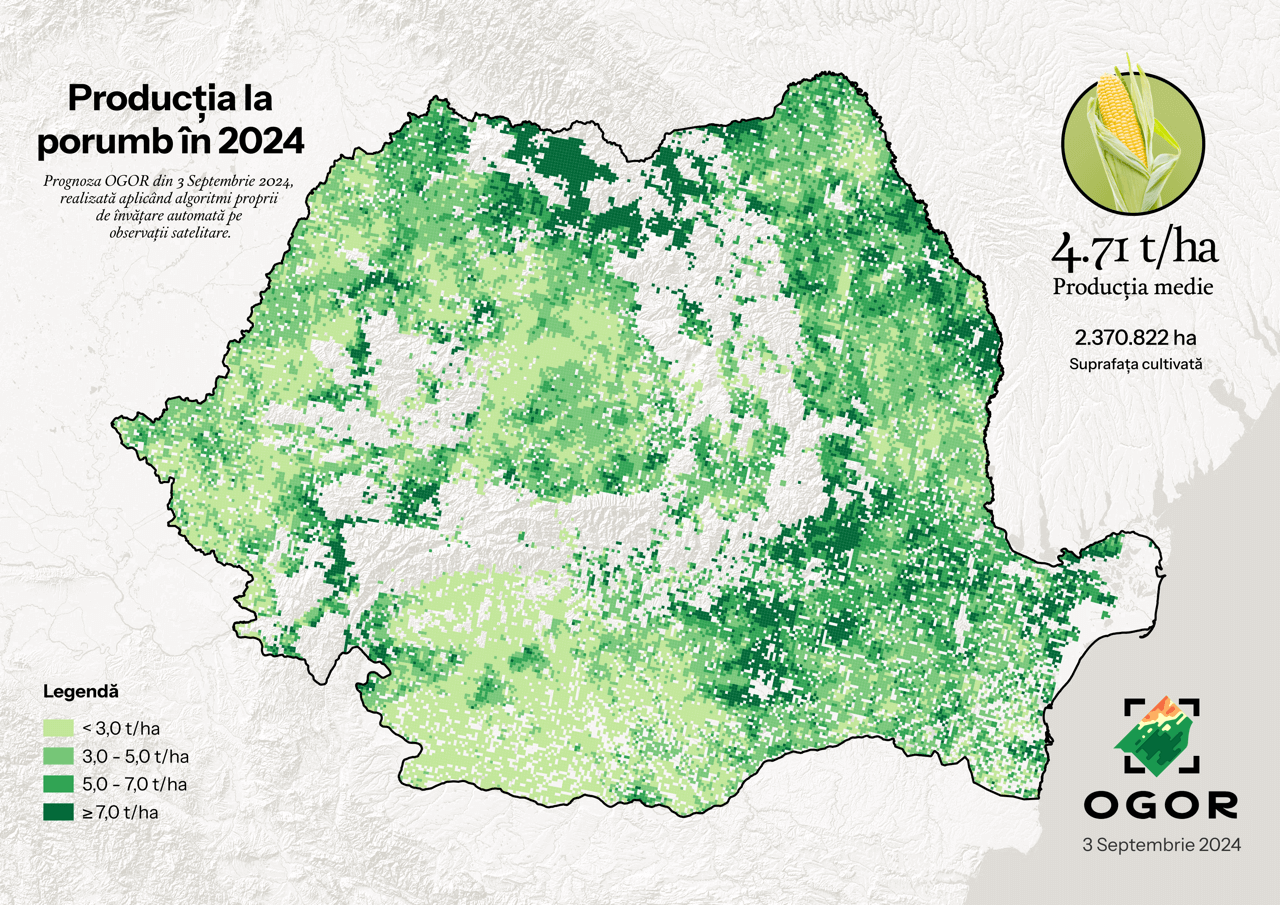 Producția la
porumb în 2024
Prognoza OGOR din 3 Septembrie 2024,
realizată aplicând algoritmi proprii
de învățare automată pe
observații satelitare.
4.71 t/ha
Producția medie
2.370.822 ha
Suprafața cultivată
Legendă
< 3,0 t/ha
3,0 - 5,0 t/ha
5,0 - 7,0 t/ha
≥ 7,0 t/ha
OGOR
3 Septembrie 2024